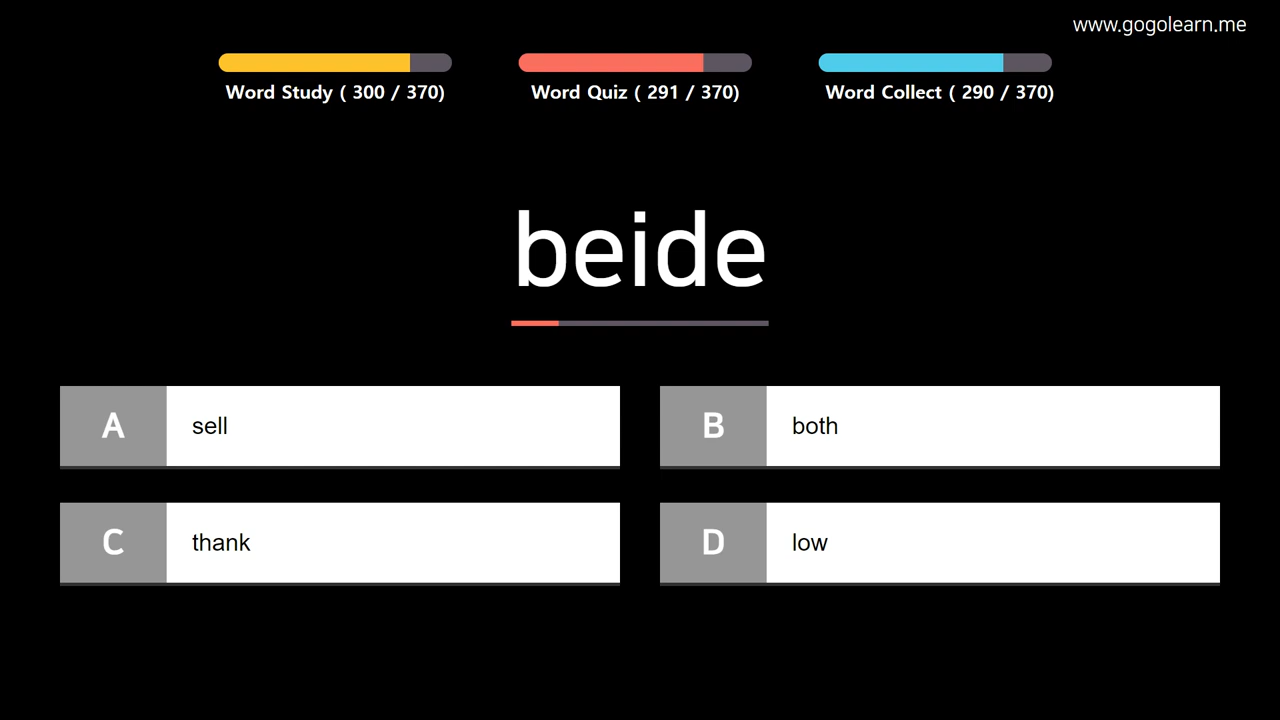 www.gogolearn.me
Word Study ( 300 / 370)
Word Quiz ( 291 / 370)
Word Collect ( 290 / 370)
beide
A sell
B both
C thank
D low